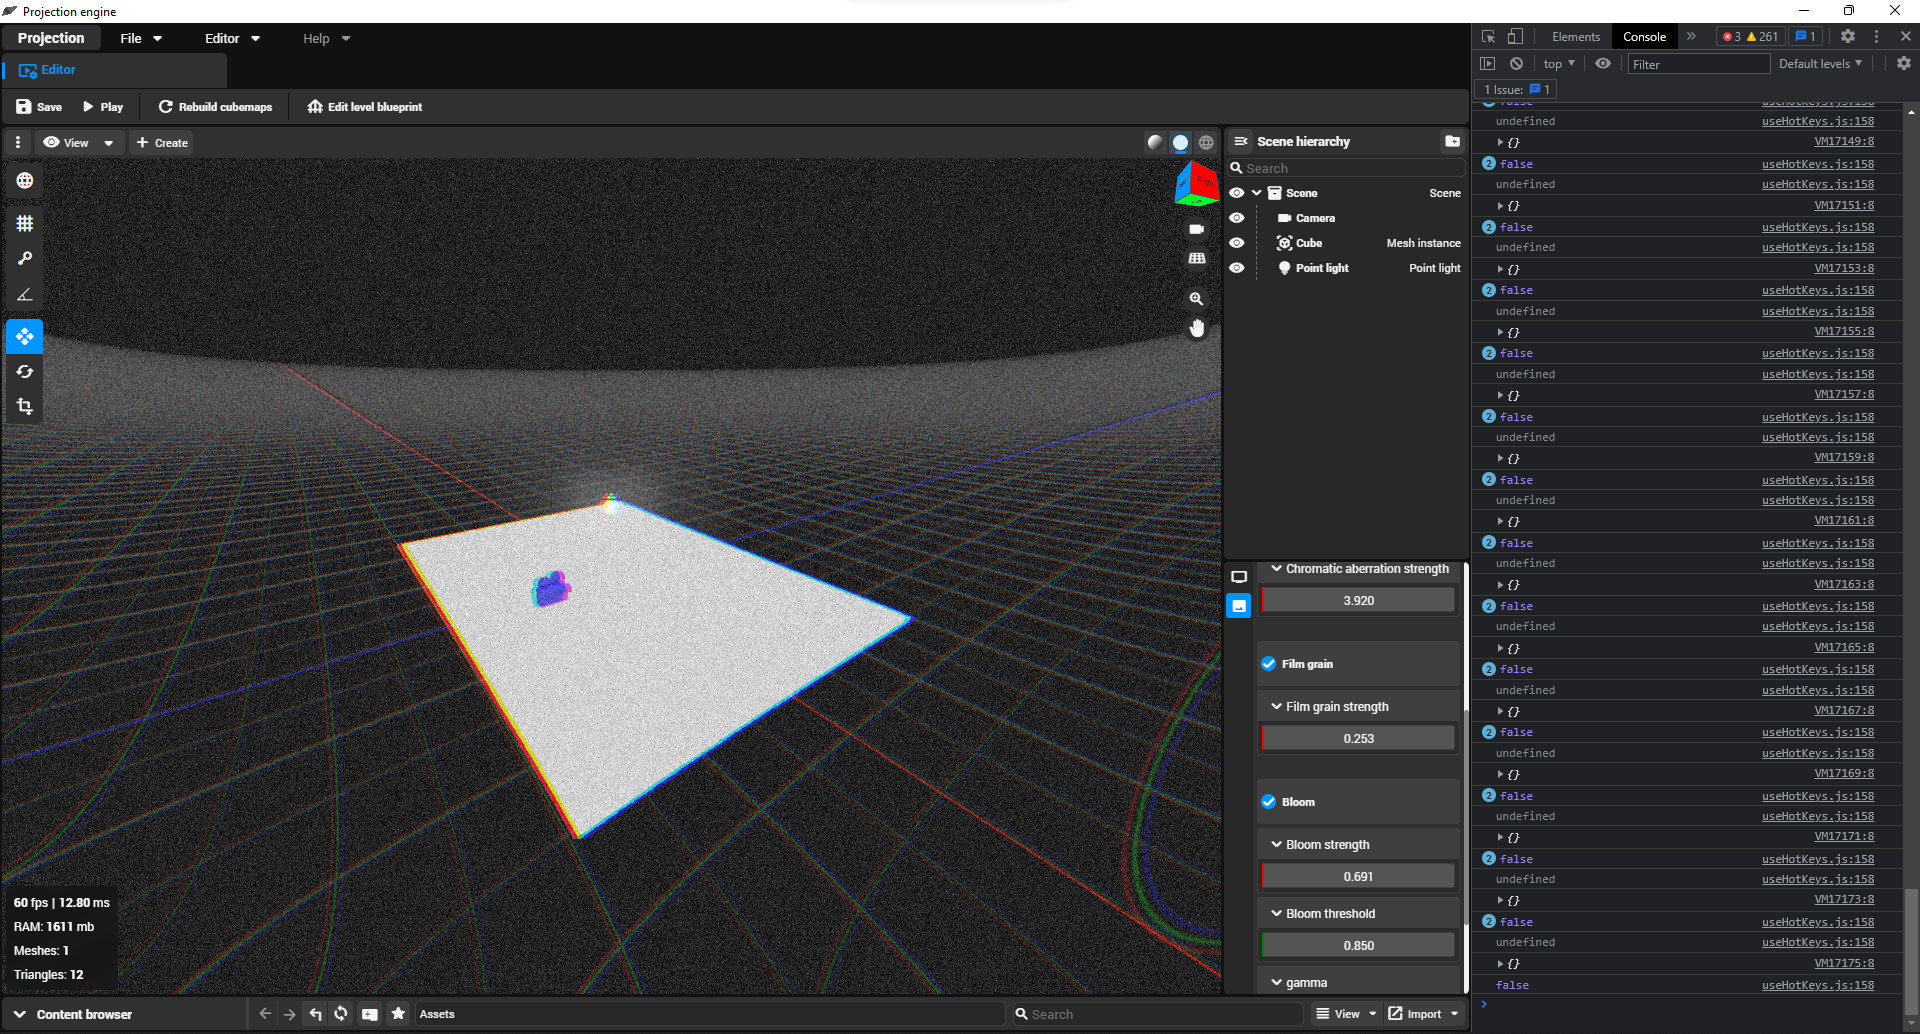 Projection engine
Projection
File
Editor
Help
Editor
Save
Play
Rebuild cubemaps
Edit level blueprint
View
Create
Scene hierarchy
Search
Scene
Scene
Camera
Cube
Mesh instance
Point light
Point light
Chromatic aberration strength
3.920
Film grain
Film grain strength
0.253
Bloom
Bloom strength
0.691
Bloom threshold
0.850
gamma
60 fps | 12.80 ms
RAM: 1611 mb
Meshes: 1
Triangles: 12
Content browser
Assets
Search
View
Import
Elements
Console
3
261
1
top
Filter
Default levels
1 Issue: 1
false useHotKeys.js:158
undefined useHotKeys.js:158
{} VM17149:8
2 false useHotKeys.js:158
undefined useHotKeys.js:158
{} VM17151:8
2 false useHotKeys.js:158
undefined useHotKeys.js:158
{} VM17153:8
2 false useHotKeys.js:158
undefined useHotKeys.js:158
{} VM17155:8
2 false useHotKeys.js:158
undefined useHotKeys.js:158
{} VM17157:8
2 false useHotKeys.js:158
undefined useHotKeys.js:158
{} VM17159:8
2 false useHotKeys.js:158
undefined useHotKeys.js:158
{} VM17161:8
2 false useHotKeys.js:158
undefined useHotKeys.js:158
{} VM17163:8
2 false useHotKeys.js:158
undefined useHotKeys.js:158
{} VM17165:8
2 false useHotKeys.js:158
undefined useHotKeys.js:158
{} VM17167:8
2 false useHotKeys.js:158
undefined useHotKeys.js:158
{} VM17169:8
2 false useHotKeys.js:158
undefined useHotKeys.js:158
{} VM17171:8
2 false useHotKeys.js:158
undefined useHotKeys.js:158
{} VM17173:8
2 false useHotKeys.js:158
undefined useHotKeys.js:158
{} VM17175:8
false useHotKeys.js:158